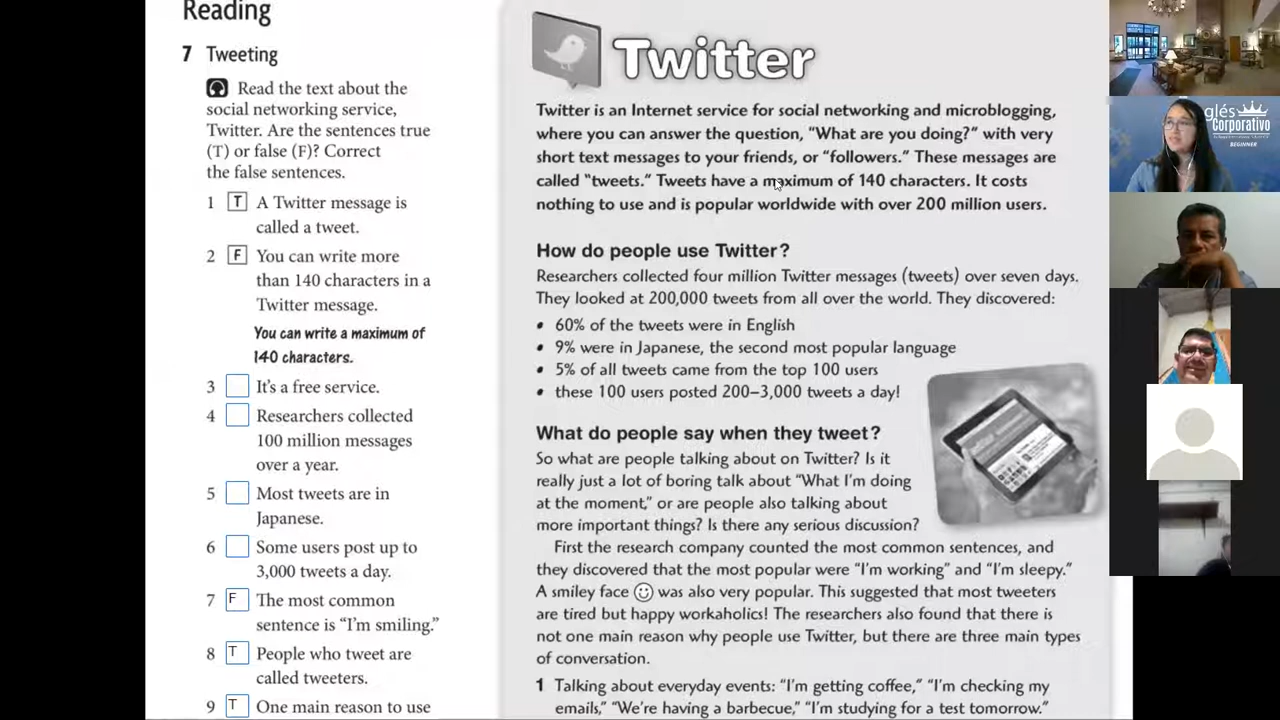 Reading
7 Tweeting
Read the text about the
social networking service,
Twitter. Are the sentences true
(T) or false (F)? Correct
the false sentences.
1 T A Twitter message is
called a tweet.
2 F You can write more
than 140 characters in a
Twitter message.
You can write a maximum of
140 characters.
3 It's a free service.
4 Researchers collected
100 million messages
over a year.
5 Most tweets are in
Japanese.
6 Some users post up to
3,000 tweets a day.
7 F The most common
sentence is "I'm smiling."
8 T People who tweet are
called tweeters.
9 T One main reason to use
Twitter
Twitter is an Internet service for social networking and microblogging,
where you can answer the question, "What are you doing?" with very
short text messages to your friends, or "followers." These messages are
called "tweets." Tweets have a maximum of 140 characters. It costs
nothing to use and is popular worldwide with over 200 million users.
How do people use Twitter?
Researchers collected four million Twitter messages (tweets) over seven days.
They looked at 200,000 tweets from all over the world. They discovered:
• 60% of the tweets were in English
• 9% were in Japanese, the second most popular language
• 5% of all tweets came from the top 100 users
• these 100 users posted 200–3,000 tweets a day!
What do people say when they tweet?
So what are people talking about on Twitter? Is it
really just a lot of boring talk about "What I'm doing
at the moment," or are people also talking about
more important things? Is there any serious discussion?
First the research company counted the most common sentences, and
they discovered that the most popular were "I'm working" and "I'm sleepy."
A smiley face ☺ was also very popular. This suggested that most tweeters
are tired but happy workaholics! The researchers also found that there is
not one main reason why people use Twitter, but there are three main types
of conversation.
1 Talking about everyday events: "I'm getting coffee," "I'm checking my
emails," "We're having a barbecue," "I'm studying for a test tomorrow."
glés
Corporativo
BEGINNER